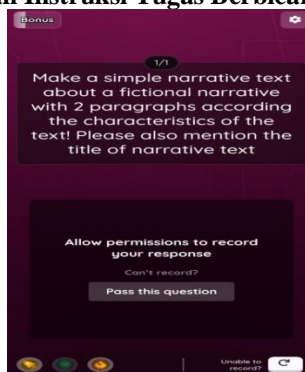 n Instruksi Tugas Berbicar
Bonus
1/1
Make a simple narrative text
about a fictional narrative
with 2 paragraphs according
the characteristics of the
text! Please also mention the
title of narrative text
Allow permissions to record
your response
Can't record?
Pass this question
Unable to
record?